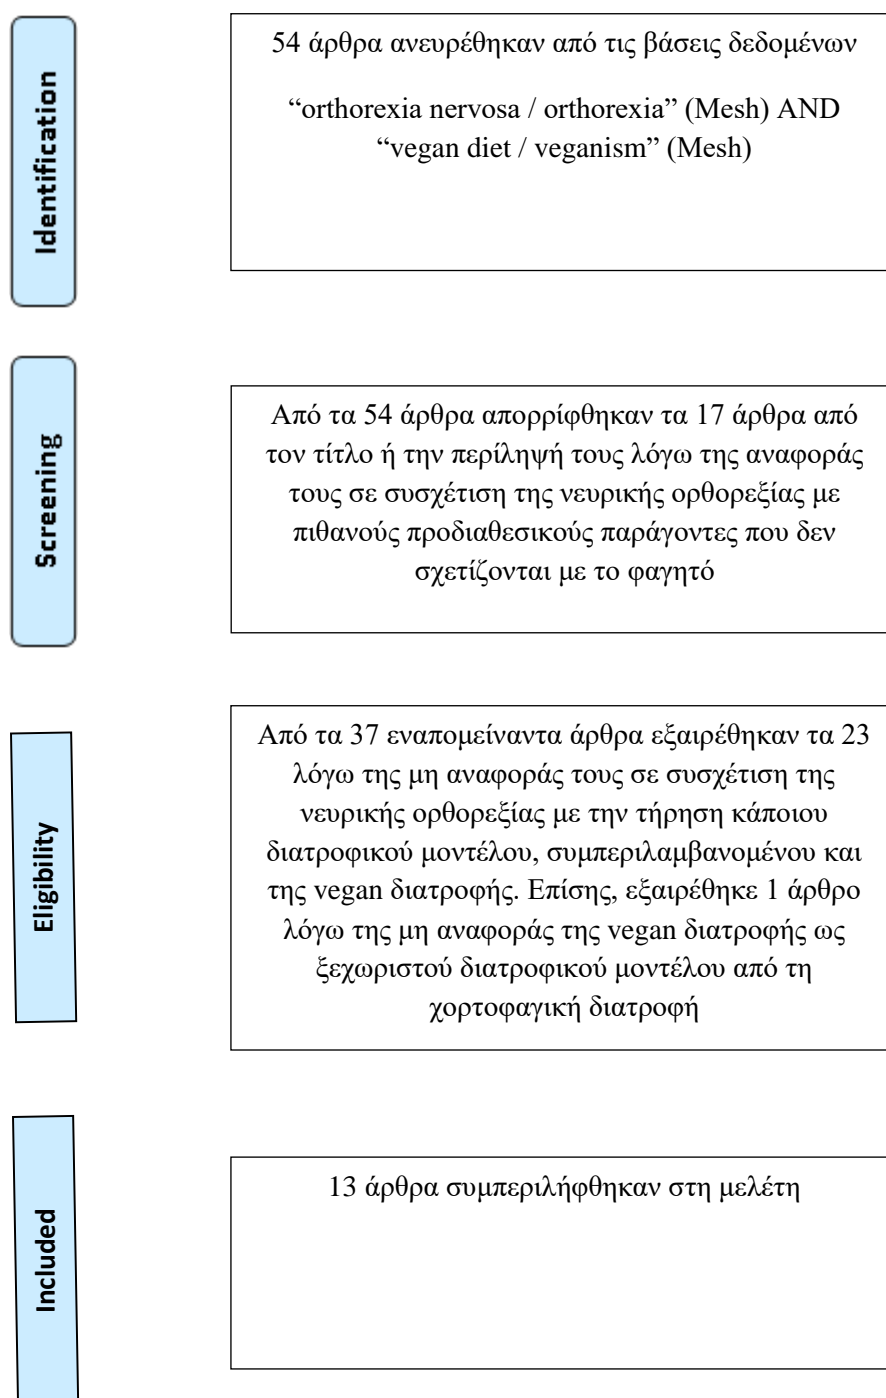 Identification
54 άρθρα ανευρέθηκαν από τις βάσεις δεδομένων
“orthorexia nervosa / orthorexia” (Mesh) AND
“vegan diet / veganism” (Mesh)
Screening
Από τα 54 άρθρα απορρίφθηκαν τα 17 άρθρα από
τον τίτλο ή την περίληψή τους λόγω της αναφοράς
τους σε συσχέτιση της νευρικής ορθορεξίας με
πιθανούς προδιαθεσικούς παράγοντες που δεν
σχετίζονται με το φαγητό
Eligibility
Από τα 37 εναπομείναντα άρθρα εξαιρέθηκαν τα 23
λόγω της μη αναφοράς τους σε συσχέτιση της
νευρικής ορθορεξίας με την τήρηση κάποιου
διατροφικού μοντέλου, συμπεριλαμβανομένου και
της vegan διατροφής. Επίσης, εξαιρέθηκε 1 άρθρο
λόγω της μη αναφοράς της vegan διατροφής ως
ξεχωριστού διατροφικού μοντέλου από τη
χορτοφαγική διατροφή
Included
13 άρθρα συμπεριλήφθηκαν στη μελέτη